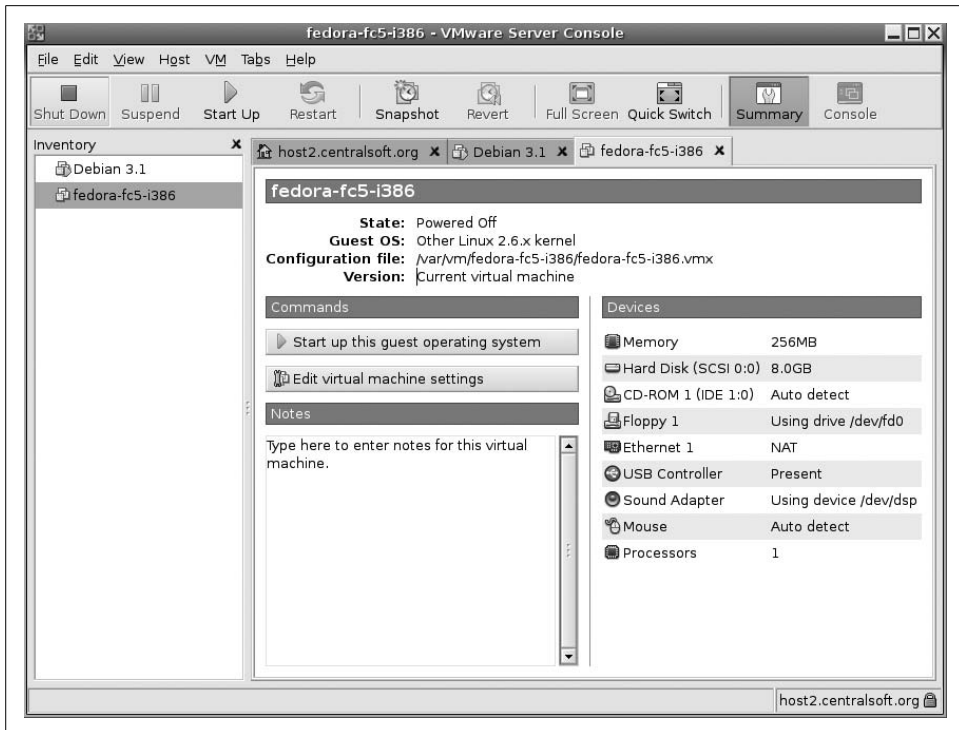 fedora-fc5-i386 - VMware Server Console
File Edit View Host VM Tabs Help
Shut Down Suspend Start Up Restart Snapshot Revert Full Screen Quick Switch Summary Console
Inventory
Debian 3.1
fedora-fc5-i386
host2.centralsoft.org Debian 3.1 fedora-fc5-i386
fedora-fc5-i386
State: Powered Off
Guest OS: Other Linux 2.6.x kernel
Configuration file: /var/vm/fedora-fc5-i386/fedora-fc5-i386.vmx
Version: Current virtual machine
Commands
Start up this guest operating system
Edit virtual machine settings
Notes
Type here to enter notes for this virtual
machine.
Devices
Memory 256MB
Hard Disk (SCSI 0:0) 8.0GB
CD-ROM 1 (IDE 1:0) Auto detect
Floppy 1 Using drive /dev/fd0
Ethernet 1 NAT
USB Controller Present
Sound Adapter Using device /dev/dsp
Mouse Auto detect
Processors 1
host2.centralsoft.org